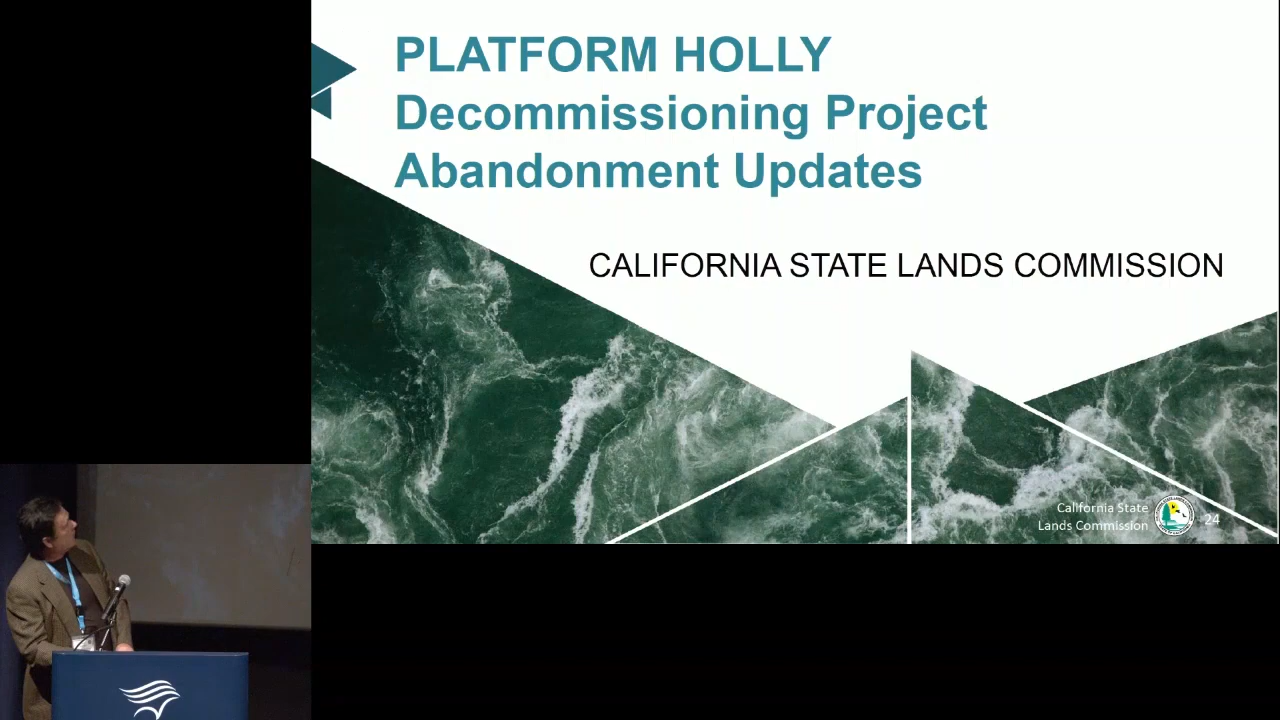 PLATFORM HOLLY
Decommissioning Project
Abandonment Updates
CALIFORNIA STATE LANDS COMMISSION
California State
Lands Commission
24